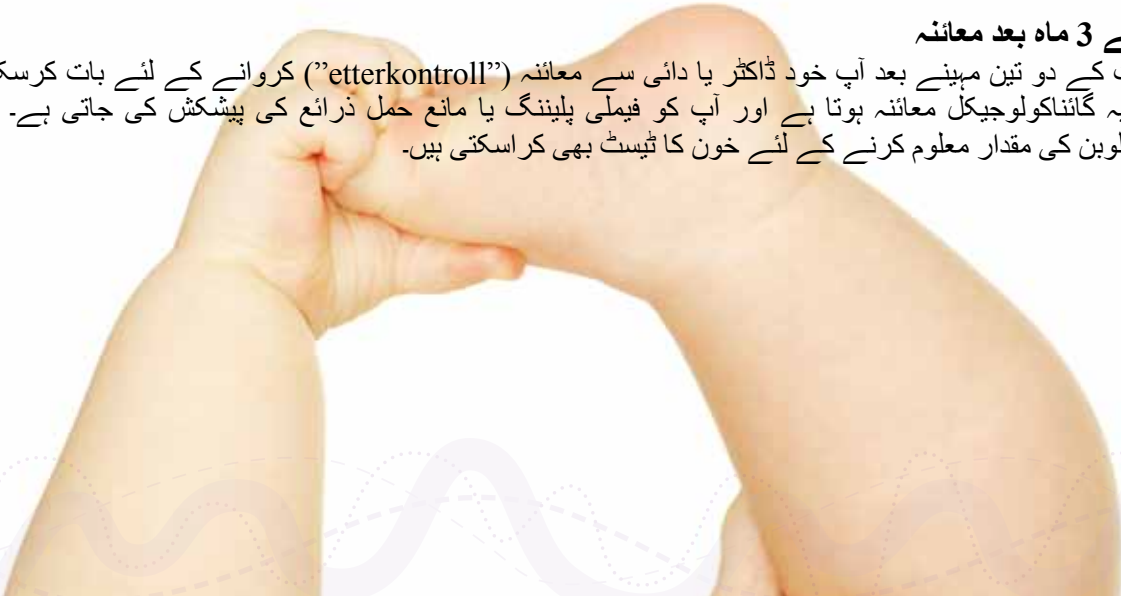 3 ماہ بعد معائنہ
کے دو تین مہینے بعد آپ خود ڈاکٹر یا دائی سے معائنہ (”etterkontroll”) کروانے کے لئے بات
گائناکولوجیکل معائنہ ہوتا ہے اور آپ کو فیملی پلیننگ یا مانع حمل ذرائع کی پیشکش کی جاتی ہے۔
کی مقدار معلوم کرنے کے لئے خون کا ٹیسٹ بھی کراسکتی ہیں۔